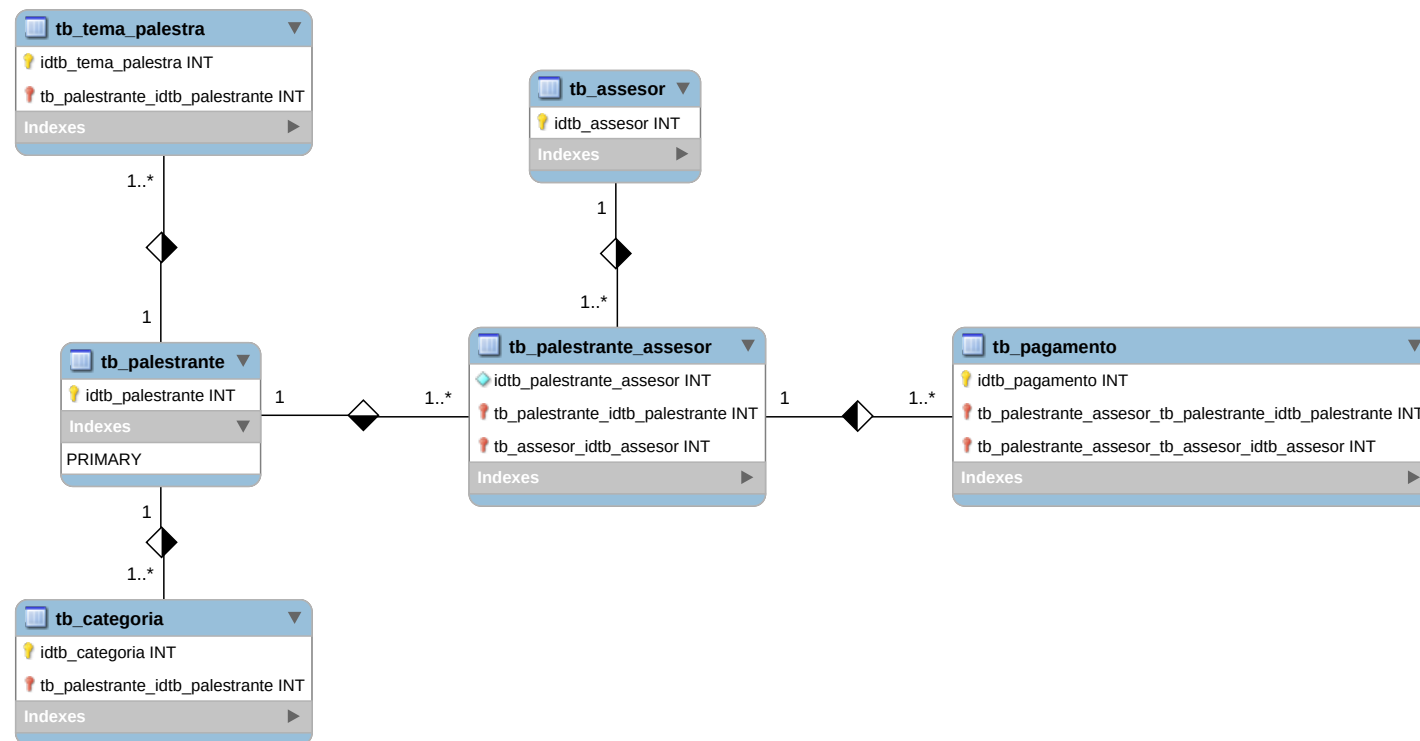 tb_tema_palestra
idtb_tema_palestra INT
tb_palestrante_idtb_palestrante INT
Indexes
1..*
1
tb_assesor
idtb_assesor INT
Indexes
1
1..*
tb_palestrante
idtb_palestrante INT
Indexes
PRIMARY
1
1..*
tb_palestrante_assesor
idtb_palestrante_assesor INT
tb_palestrante_idtb_palestrante INT
tb_assesor_idtb_assesor INT
Indexes
1
1..*
tb_pagamento
idtb_pagamento INT
tb_palestrante_assesor_tb_palestrante_idtb_palestrante INT
tb_palestrante_assesor_tb_assesor_idtb_assesor INT
Indexes
1
1..*
tb_categoria
idtb_categoria INT
tb_palestrante_idtb_palestrante INT
Indexes